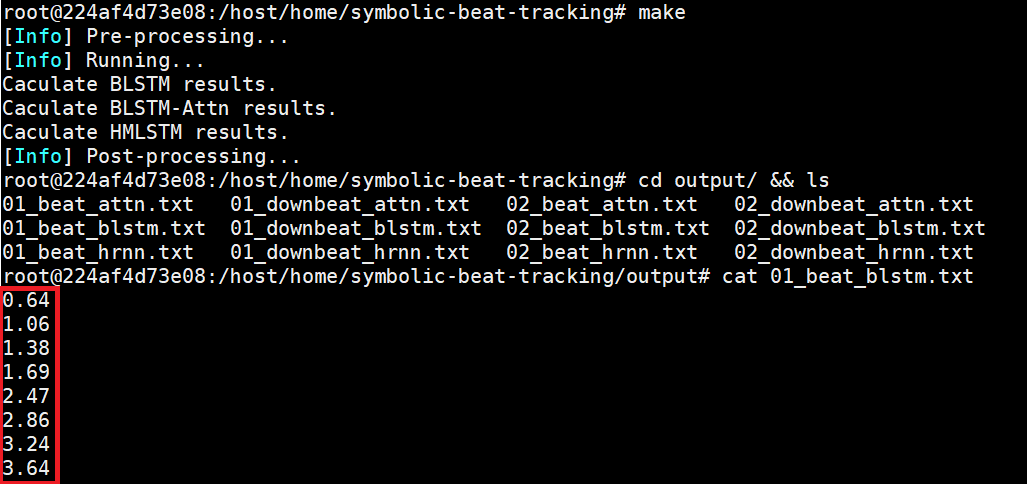 root@224af4d73e08:/host/home/symbolic-beat-tracking# make
[Info] Pre-processing...
[Info] Running...
Caculate BLSTM results.
Caculate BLSTM-Attn results.
Caculate HMLSTM results.
[Info] Post-processing...
root@224af4d73e08:/host/home/symbolic-beat-tracking# cd output/ && ls
01_beat_attn.txt 01_downbeat_attn.txt 02_beat_attn.txt 02_downbeat_attn.txt
01_beat_blstm.txt 01_downbeat_blstm.txt 02_beat_blstm.txt 02_downbeat_blstm.txt
01_beat_hrnn.txt 01_downbeat_hrnn.txt 02_beat_hrnn.txt 02_downbeat_hrnn.txt
root@224af4d73e08:/host/home/symbolic-beat-tracking/output# cat 01_beat_blstm.txt
0.64
1.06
1.38
1.69
2.47
2.86
3.24
3.64